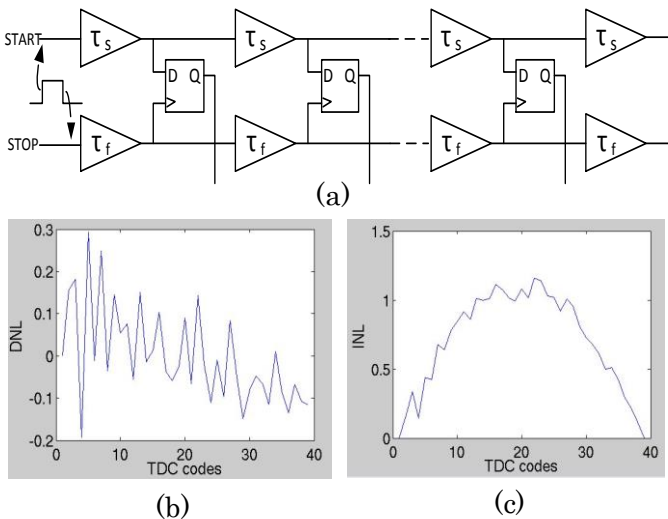 START
τs τs τs τs
D Q D Q D Q
STOP
τf τf τf τf
(a)
0.3
0.2
0.1
0
-0.1
-0.2
DNL
0 10 20 30 40
TDC codes
(b)
1.5
1
0.5
0
INL
0 10 20 30 40
TDC codes
(c)